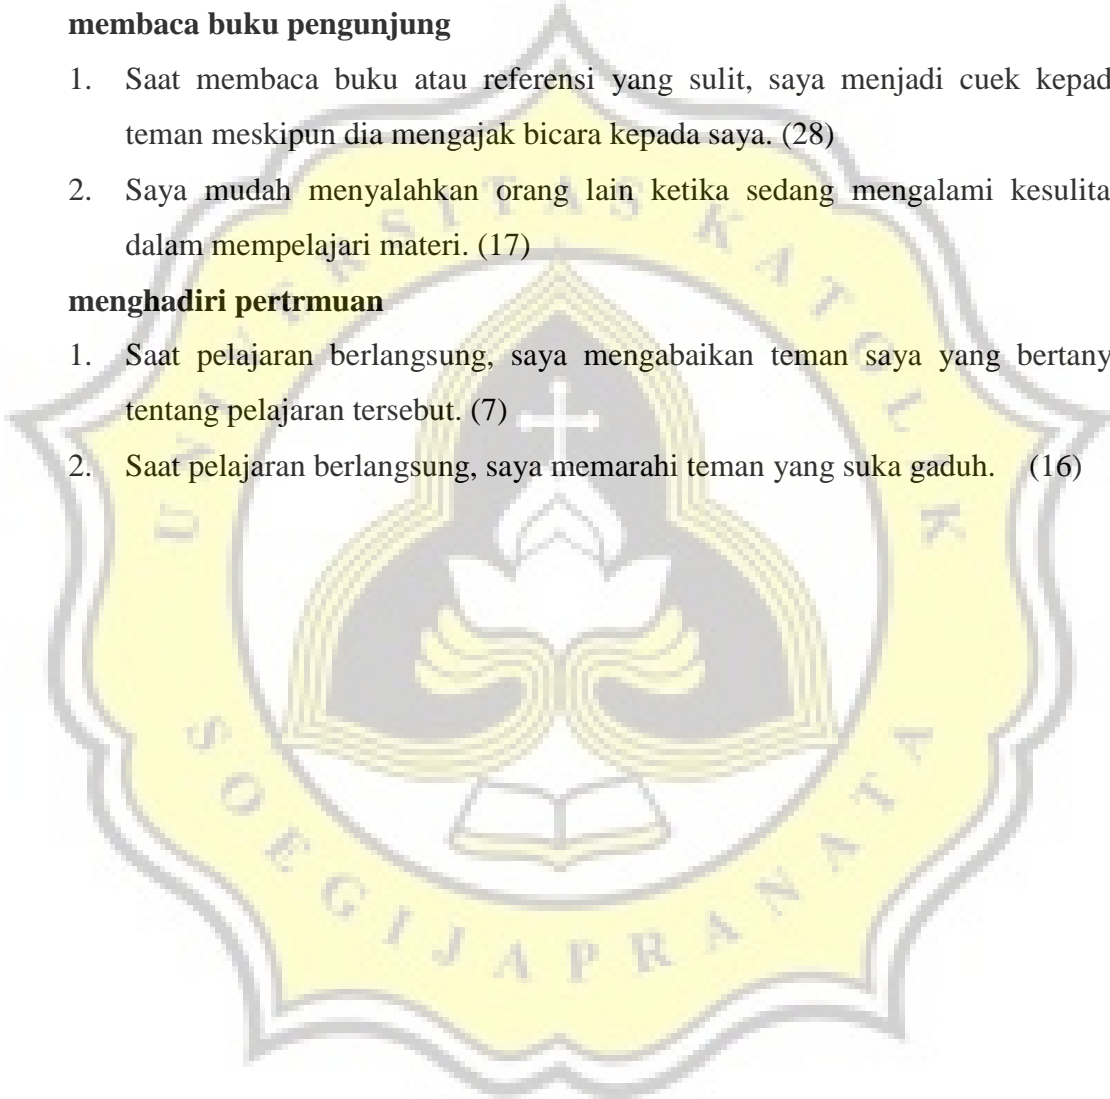 membaca buku pengunjung
1. Saat membaca buku atau referensi yang sulit, saya menjadi cuek kepad
teman meskipun dia mengajak bicara kepada saya. (28)
2. Saya mudah menyalahkan orang lain ketika sedang mengalami kesulita
dalam mempelajari materi. (17)
menghadiri pertrmuan
1. Saat pelajaran berlangsung, saya mengabaikan teman saya yang bertany
tentang pelajaran tersebut. (7)
2. Saat pelajaran berlangsung, saya memarahi teman yang suka gaduh. (16)
UNIVERSITAS KATOLIK
SOEGIJAPRANATA